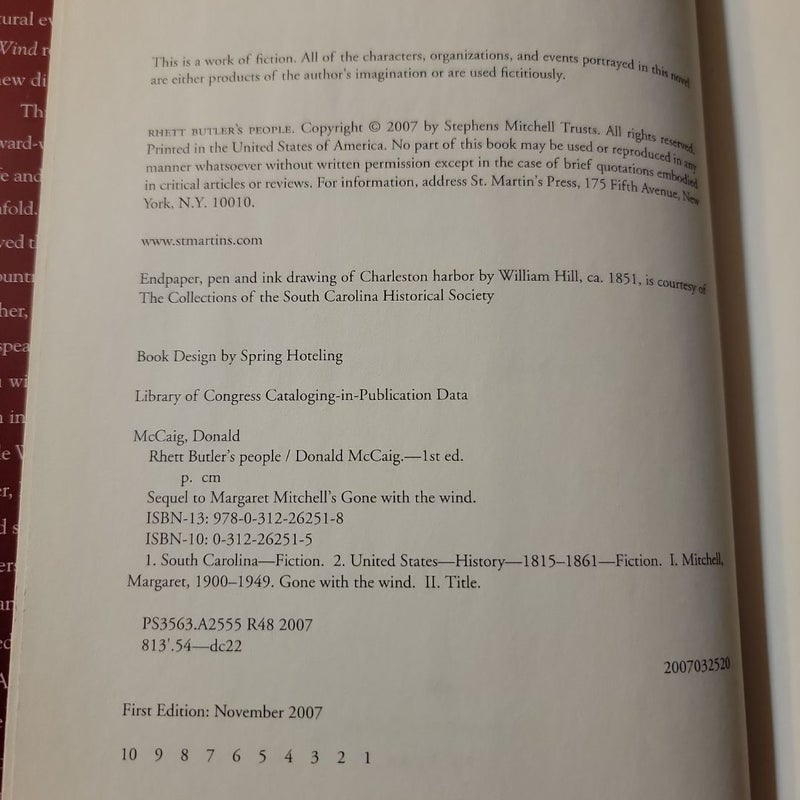 This is a work of fiction. All of the characters, organizations, and events portrayed in this novel
are either products of the author's imagination or are used fictitiously.
RHETT BUTLER'S PEOPLE. Copyright © 2007 by Stephens Mitchell Trusts. All rights reserved.
Printed in the United States of America. No part of this book may be used or reproduced in any
manner whatsoever without written permission except in the case of brief quotations embodied
in critical articles or reviews. For information, address St. Martin's Press, 175 Fifth Avenue, New
York, N.Y. 10010.
www.stmartins.com
Endpaper, pen and ink drawing of Charleston harbor by William Hill, ca. 1851, is courtesy of
The Collections of the South Carolina Historical Society
Book Design by Spring Hoteling
Library of Congress Cataloging-in-Publication Data
McCaig, Donald
Rhett Butler's people / Donald McCaig.—1st ed.
p. cm
Sequel to Margaret Mitchell's Gone with the wind.
ISBN-13: 978-0-312-26251-8
ISBN-10: 0-312-26251-5
1. South Carolina—Fiction. 2. United States—History—1815–1861—Fiction. I. Mitchell,
Margaret, 1900–1949. Gone with the wind. II. Title.
PS3563.A2555 R48 2007
813'.54—dc22
2007032520
First Edition: November 2007
10 9 8 7 6 5 4 3 2 1